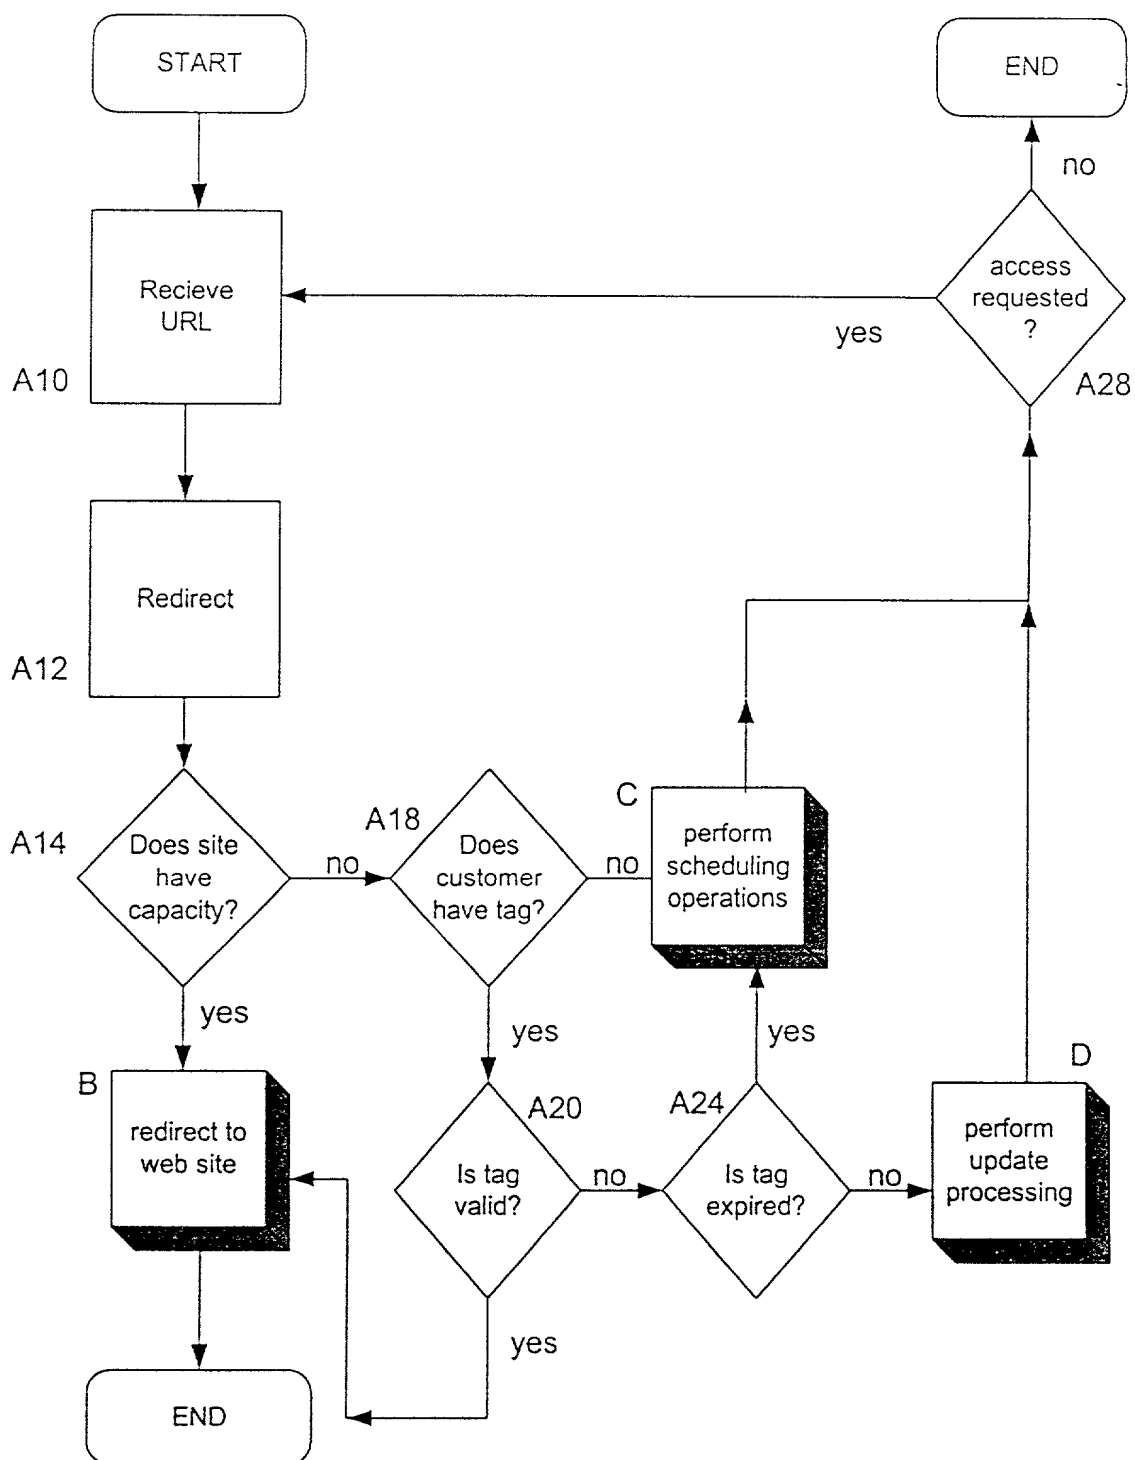 START
END
no
access
requested
?
Recieve
URL
yes
A28
A10
Redirect
A12
C
A18
A14
Does site
have
capacity?
no
Does
customer
have tag?
no
perform
scheduling
operations
yes
yes
yes
B
D
A20
A24
redirect to
web site
Is tag
valid?
no
Is tag
expired?
no
perform
update
processing
yes
END